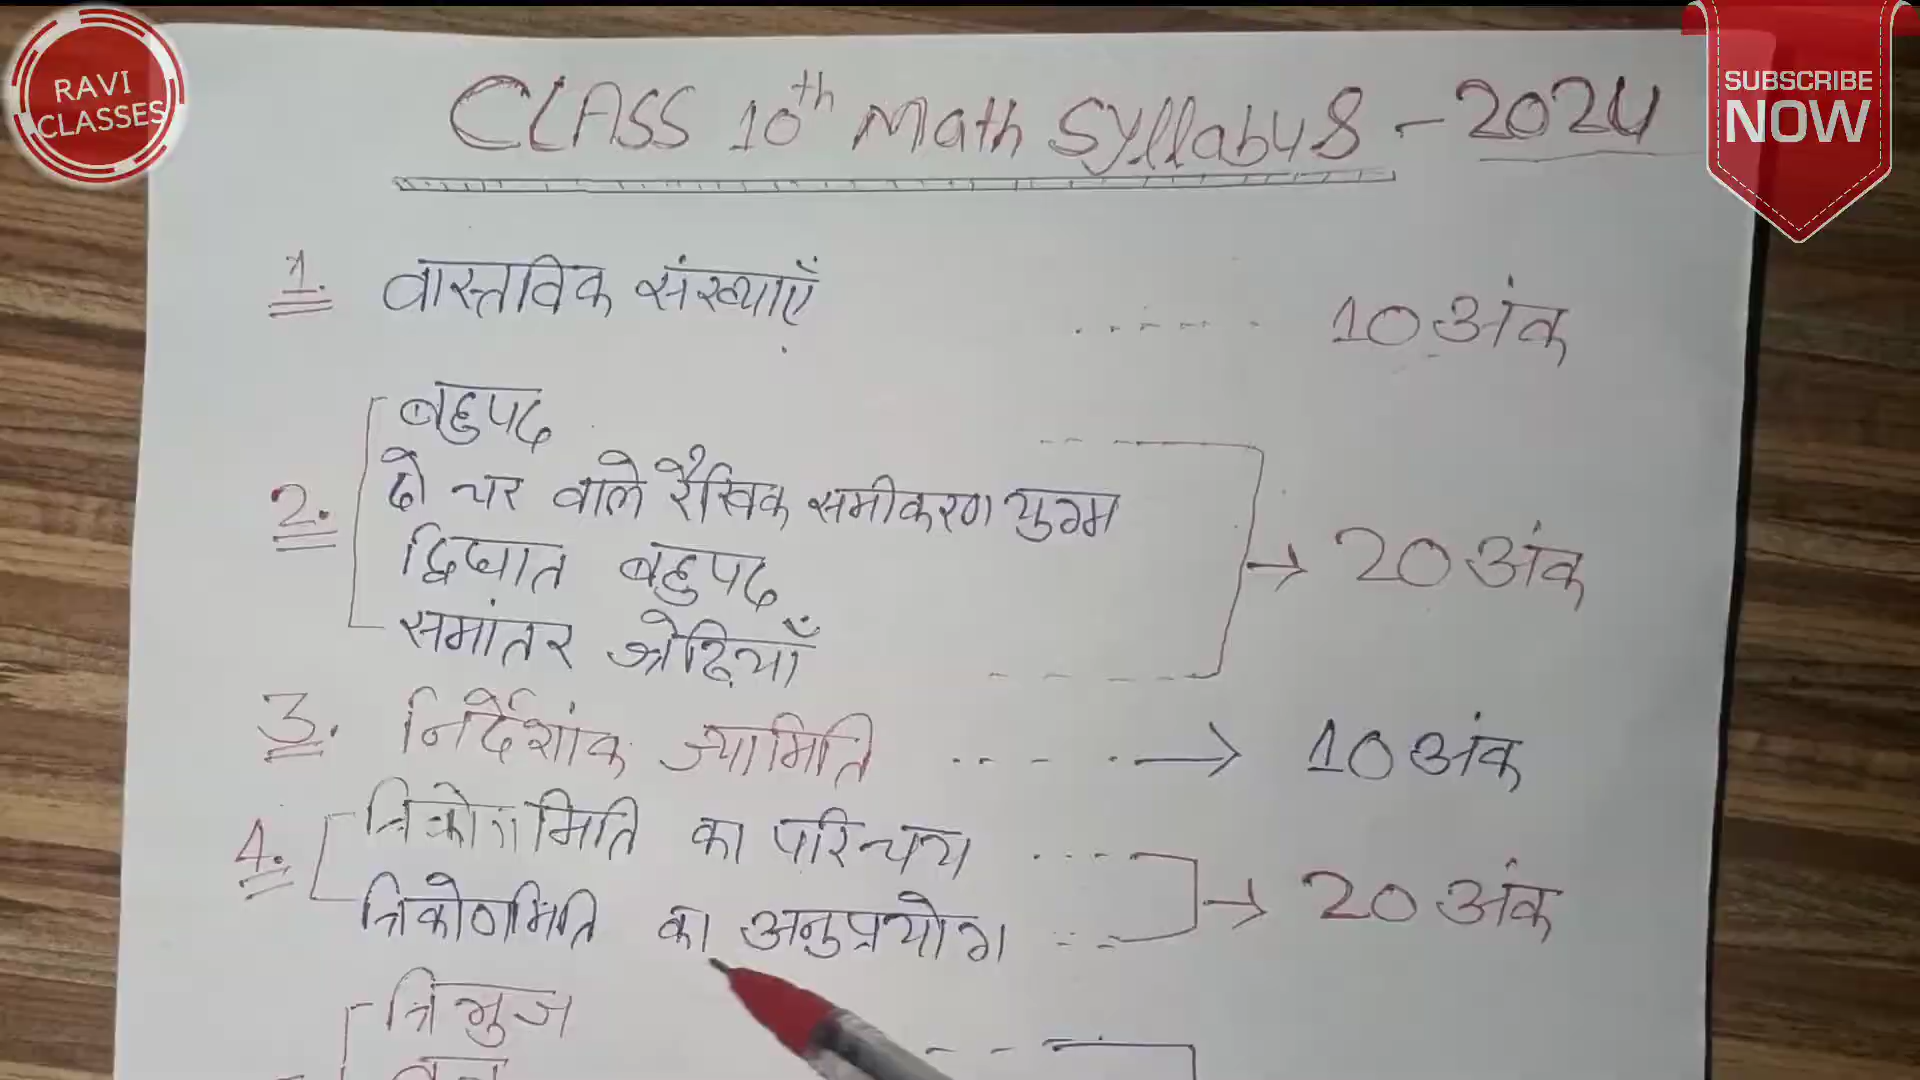 RAVI
CLASSES
SUBSCRIBE
NOW
CLASS 10th Math Syllabus - 2024
1. वास्तविक संख्याएँ ...... 10 अंक
2.
बहुपद
दो चर वाले रैखिक समीकरण युग्म
द्विघात बहुपद
समांतर श्रेढियाँ
→ 20 अंक
3. निर्देशांक ज्यामिति .... → 10 अंक
4.
त्रिकोणमिति का परिचय
त्रिकोणमिति का अनुप्रयोग
→ 20 अंक
त्रिभुज